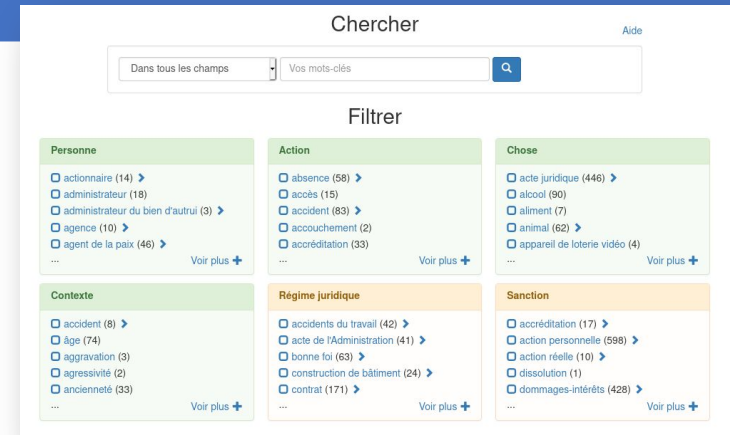 Chercher
Aide
Dans tous les champs
Vos mots-clés
Filtrer
Personne
actionnaire (14)
administrateur (18)
administrateur du bien d'autrui (3)
agence (10)
agent de la paix (46)
...
Voir plus
Action
absence (58)
accès (15)
accident (83)
accouchement (2)
accréditation (33)
...
Voir plus
Chose
acte juridique (446)
alcool (90)
aliment (7)
animal (62)
appareil de loterie vidéo (4)
...
Voir plus
Contexte
accident (8)
âge (74)
aggravation (3)
agressivité (2)
ancienneté (33)
...
Voir plus
Régime juridique
accidents du travail (42)
acte de l'Administration (41)
bonne foi (63)
construction de bâtiment (24)
contrat (171)
...
Voir plus
Sanction
accréditation (17)
action personnelle (598)
action réelle (10)
dissolution (1)
dommages-intérêts (428)
...
Voir plus